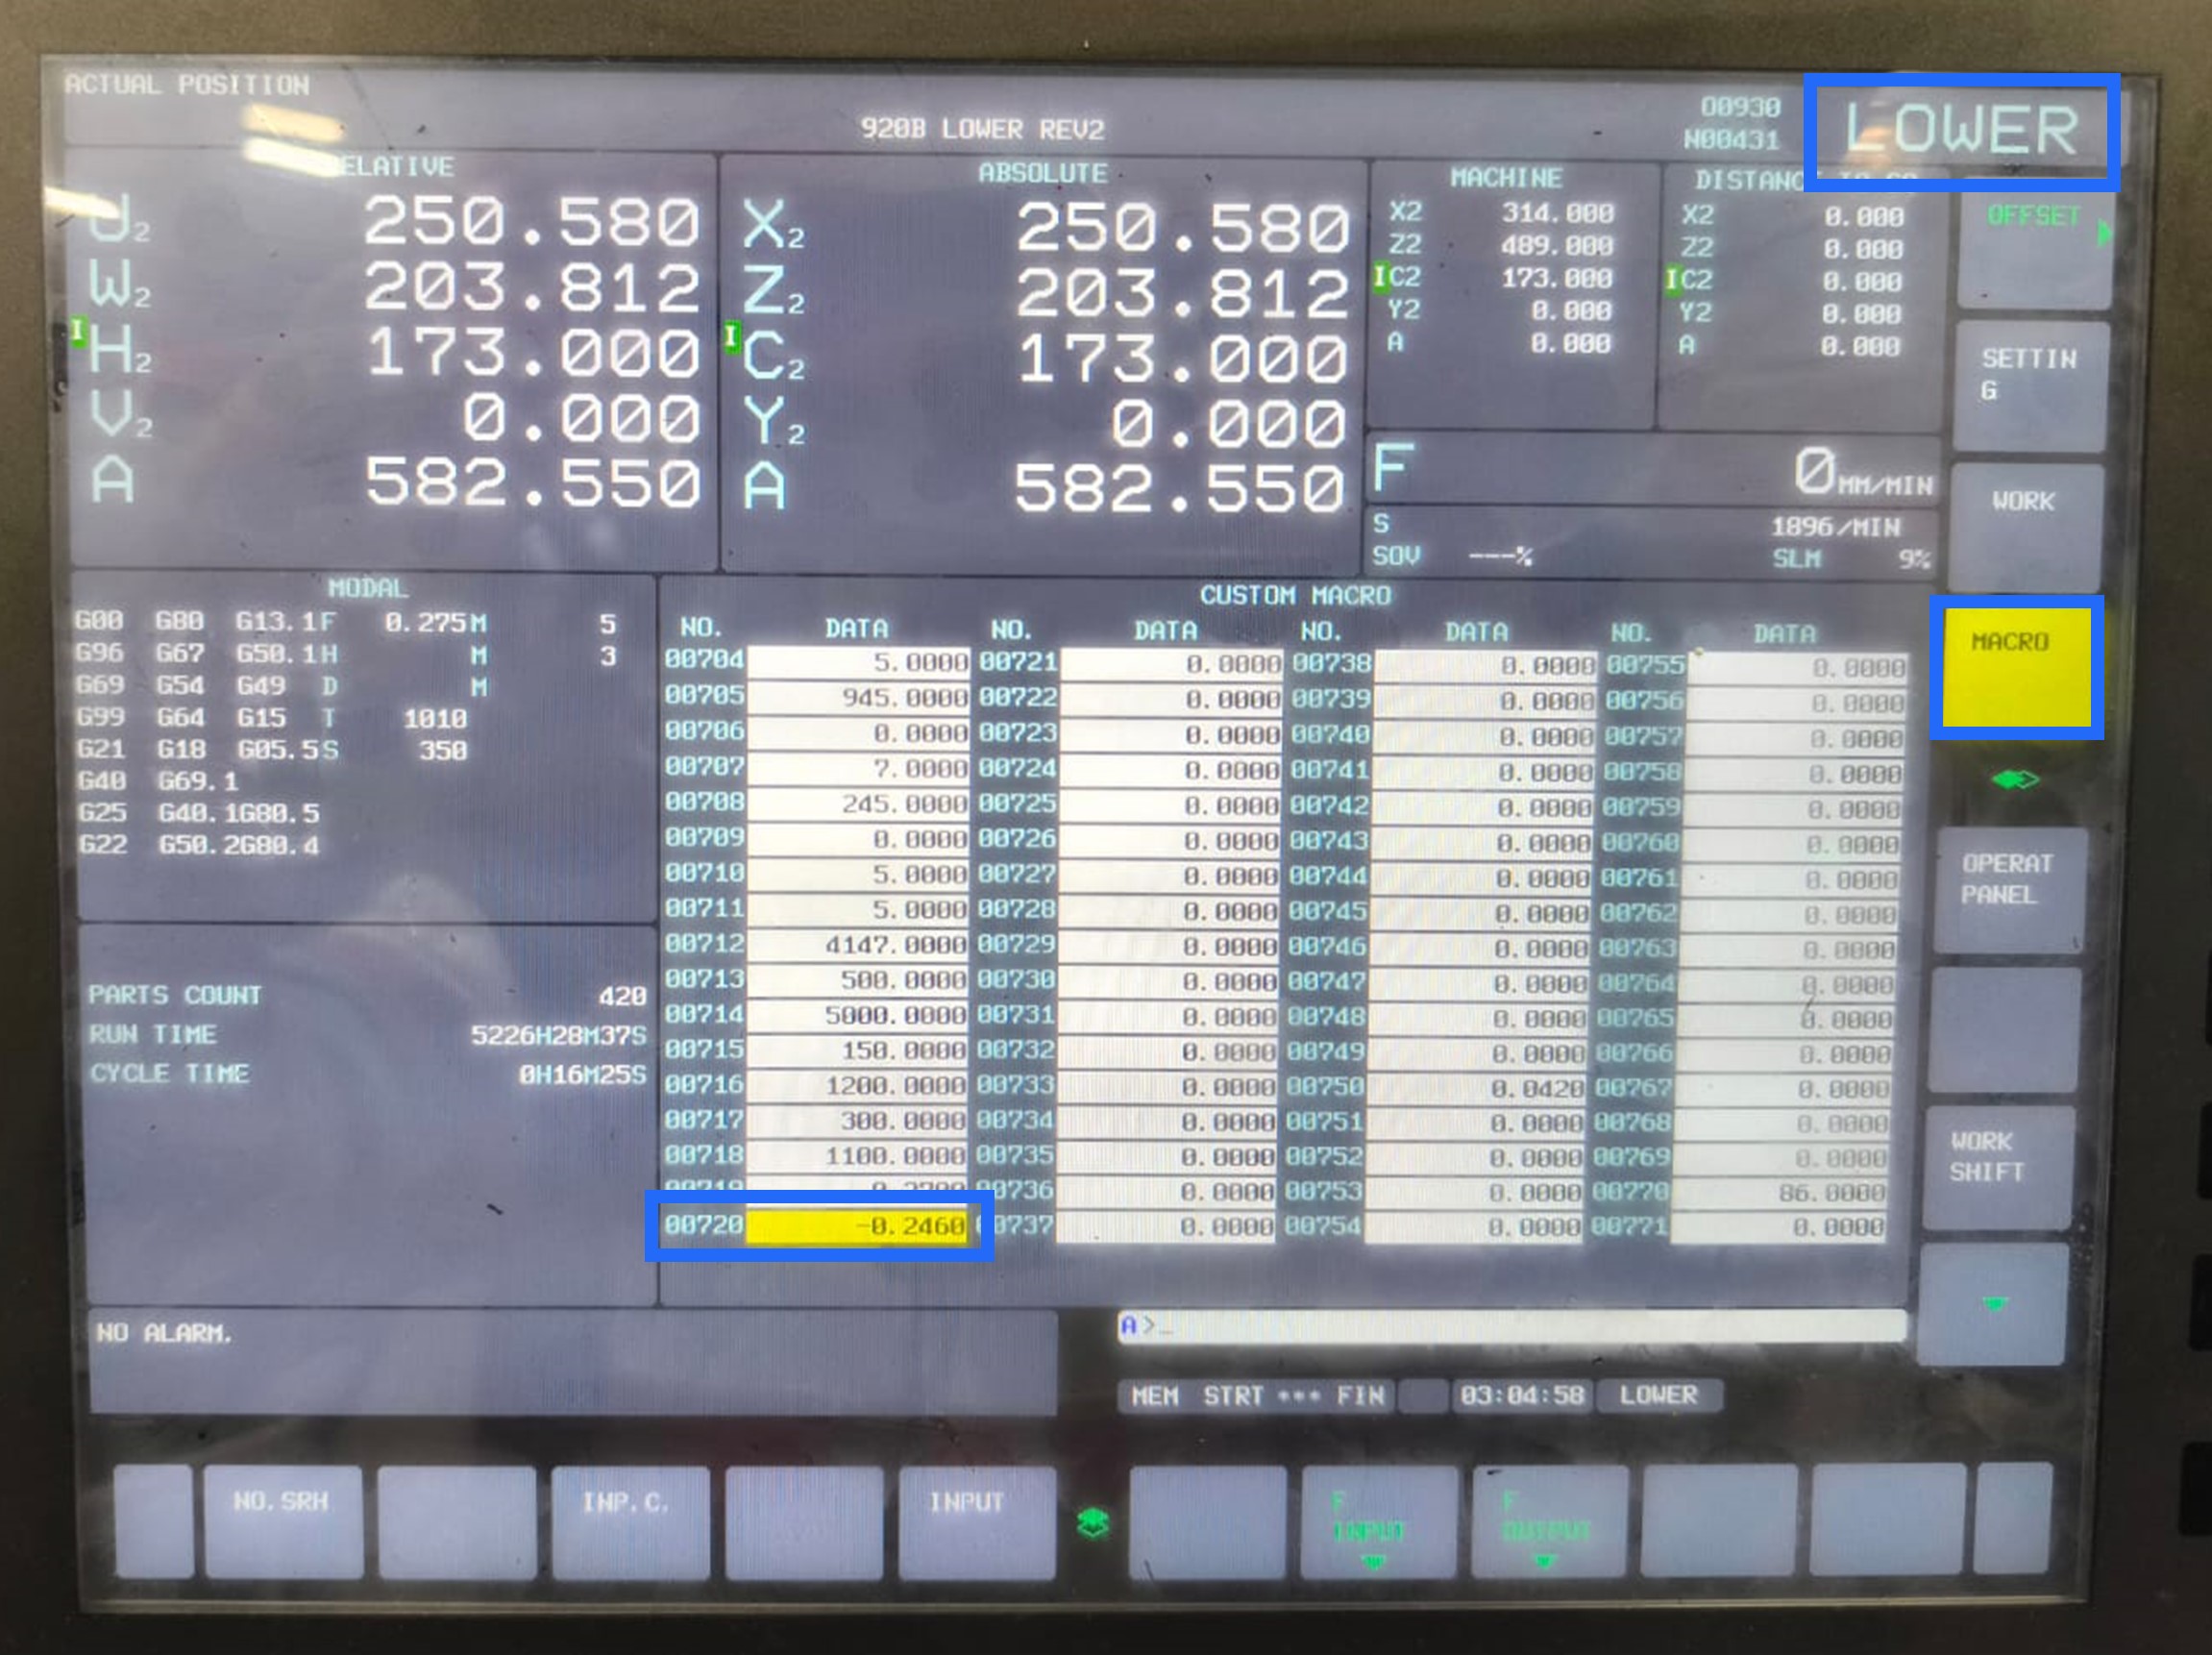 ACTUAL POSITION
920B LOWER REV2
O0930
N00431
LOWER
RELATIVE
U2 250.580
W2 203.812
I H2 173.000
V2 0.000
A 582.550
ABSOLUTE
X2 250.580
Z2 203.812
I C2 173.000
Y2 0.000
A 582.550
MACHINE
X2 314.000
Z2 489.000
I C2 173.000
Y2 0.000
A 0.000
DISTANC
X2 0.000
Z2 0.000
I C2 0.000
Y2 0.000
A 0.000
F 0 MM/MIN
S 1896/MIN
SOV ---% SLM 9%
MODAL
G00 G80 G13.1 F 0.275 M 5
G96 G67 G50.1 H M 3
G69 G54 G49 D M
G99 G64 G15 T 1010
G21 G18 G05.5 S 350
G40 G69.1
G25 G40.1 G80.5
G22 G50.2 G80.4
PARTS COUNT 420
RUN TIME 5226H28M37S
CYCLE TIME 0H16M25S
CUSTOM MACRO
NO. DATA NO. DATA NO. DATA NO. DATA
00704 5.0000 00721 0.0000 00738 0.0000 00755 0.0000
00705 945.0000 00722 0.0000 00739 0.0000 00756 0.0000
00706 0.0000 00723 0.0000 00740 0.0000 00757 0.0000
00707 7.0000 00724 0.0000 00741 0.0000 00758 0.0000
00708 245.0000 00725 0.0000 00742 0.0000 00759 0.0000
00709 0.0000 00726 0.0000 00743 0.0000 00760 0.0000
00710 5.0000 00727 0.0000 00744 0.0000 00761 0.0000
00711 5.0000 00728 0.0000 00745 0.0000 00762 0.0000
00712 4147.0000 00729 0.0000 00746 0.0000 00763 0.0000
00713 500.0000 00730 0.0000 00747 0.0000 00764 0.0000
00714 5000.0000 00731 0.0000 00748 0.0000 00765 0.0000
00715 150.0000 00732 0.0000 00749 0.0000 00766 0.0000
00716 1200.0000 00733 0.0000 00750 0.0420 00767 0.0000
00717 300.0000 00734 0.0000 00751 0.0000 00768 0.0000
00718 1100.0000 00735 0.0000 00752 0.0000 00769 0.0000
00719 00736 0.0000 00753 0.0000 00770 86.0000
00720 -0.2460 00737 0.0000 00754 0.0000 00771 0.0000
OFFSET
SETTIN
G
WORK
MACRO
OPERAT
PANEL
WORK
SHIFT
NO ALARM.
A>_
MEM STRT *** FIN 03:04:58 LOWER
NO.SRH
INP.C.
INPUT
F
INPUT
F
OUTPUT